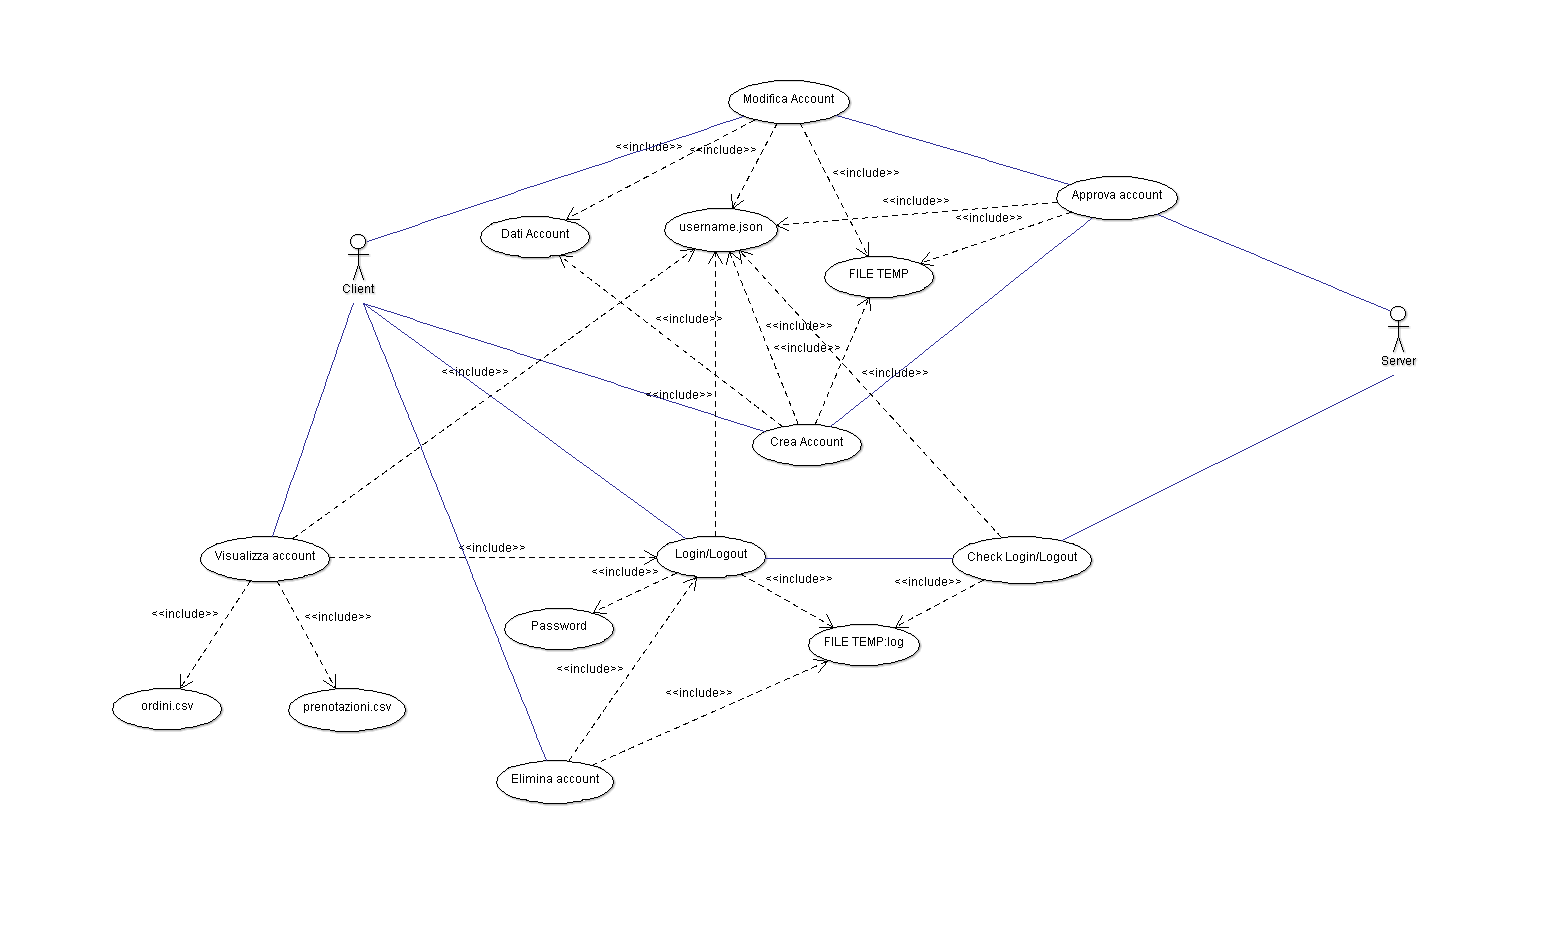 Modifica Account
<<include>>
<<include>>
<<include>>
Approva account
<<include>>
<<include>>
Dati Account
username.json
FILE TEMP
Client
Server
<<include>>
<<include>>
<<include>>
<<include>>
<<include>>
<<include>>
Crea Account
Visualizza account
<<include>>
Login/Logout
Check Login/Logout
<<include>>
<<include>>
<<include>>
<<include>>
<<include>>
Password
FILE TEMP:log
<<include>>
<<include>>
ordini.csv
prenotazioni.csv
Elimina account